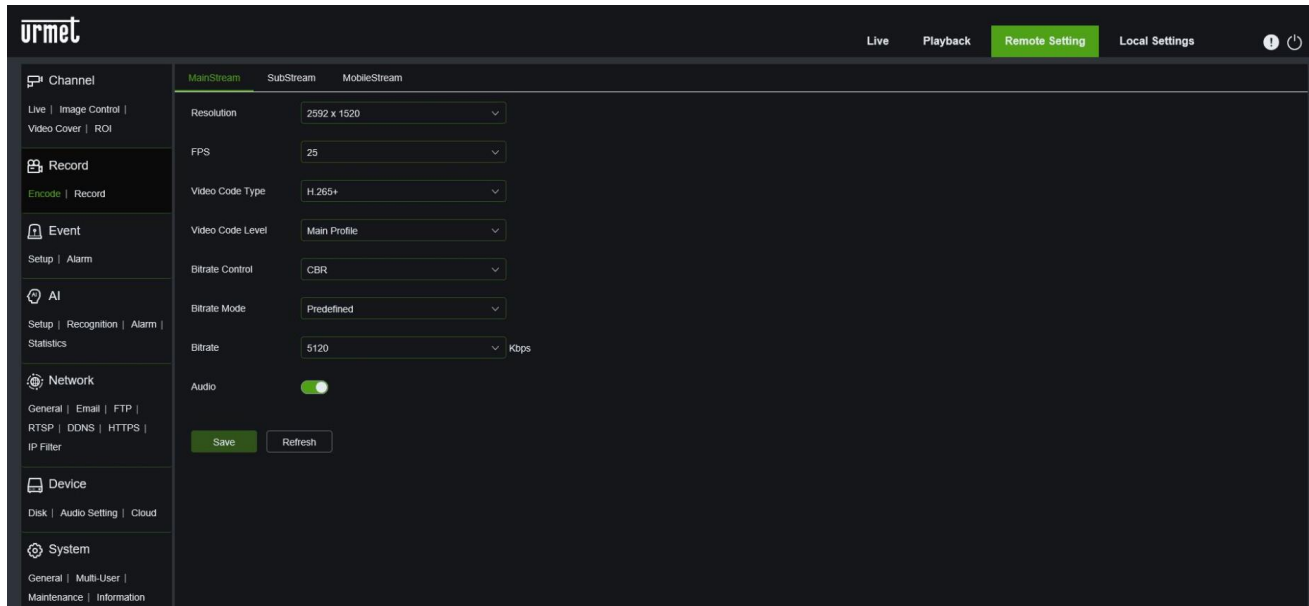 urmet
Live Playback Remote Setting Local Settings
Channel
Live | Image Control |
Video Cover | ROI
Record
Encode | Record
Event
Setup | Alarm
AI
Setup | Recognition | Alarm |
Statistics
Network
General | Email | FTP |
RTSP | DDNS | HTTPS |
IP Filter
Device
Disk | Audio Setting | Cloud
System
General | Multi-User |
Maintenance | Information
MainStream SubStream MobileStream
Resolution 2592 x 1520
FPS 25
Video Code Type H.265+
Video Code Level Main Profile
Bitrate Control CBR
Bitrate Mode Predefined
Bitrate 5120 Kbps
Audio
Save Refresh